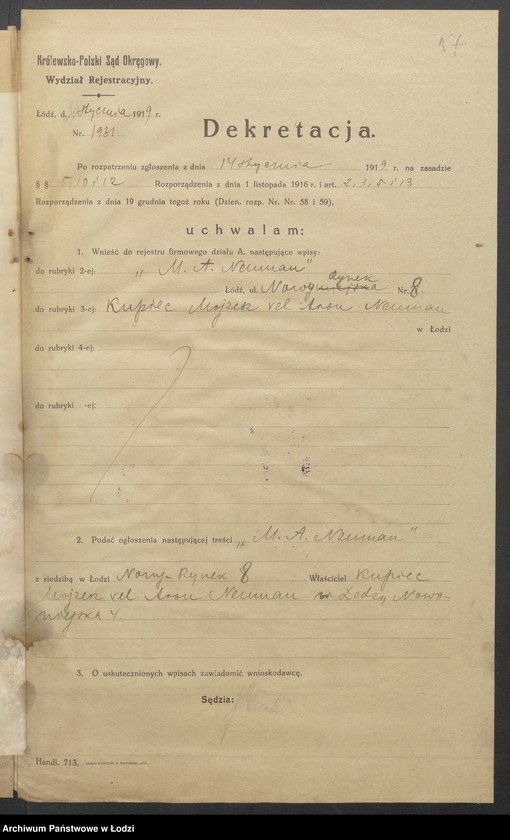 17
Królewsko-Polski Sąd Okręgowy.
Wydział Rejestracyjny.
Łódź, d. stycznia 1919 r.
Nr. 1981
Dekretacja.
Po rozpatrzeniu zgłoszenia z dnia 14 stycznia 1919 r. na zasadzie
§ § 5, 10 i 12 Rozporządzenia z dnia 1 listopada 1916 r. i art. 2, 3, 5 i 13
Rozporządzenia z dnia 19 grudnia tegoż roku (Dzien. rozp. Nr. Nr. 58 i 59),
uchwalam:
1. Wnieść do rejestru firmowego działu A, następujące wpisy:
do rubryki 2-ej: „M. A. Neuman"
Rynek
Łódź, ul. Nowomiejska Nr. 8
do rubryki 3-ej: Kupiec Mojżek vel Aron Neuman
w Łodzi
do rubryki 4-ej:
do rubryki -ej:
2. Podać ogłoszenia następującej treści „M. A. Neuman"
z siedzibą w Łodzi Nowy-Rynek 8 Właściciel Kupiec
Mojżek vel Aron Neuman w Łodzi, Nowo-
miejska 4.
3. O uskutecznionych wpisach zawiadomić wnioskodawcę.
Sędzia:
Handl. 713.
Archiwum Państwowe w Łodzi